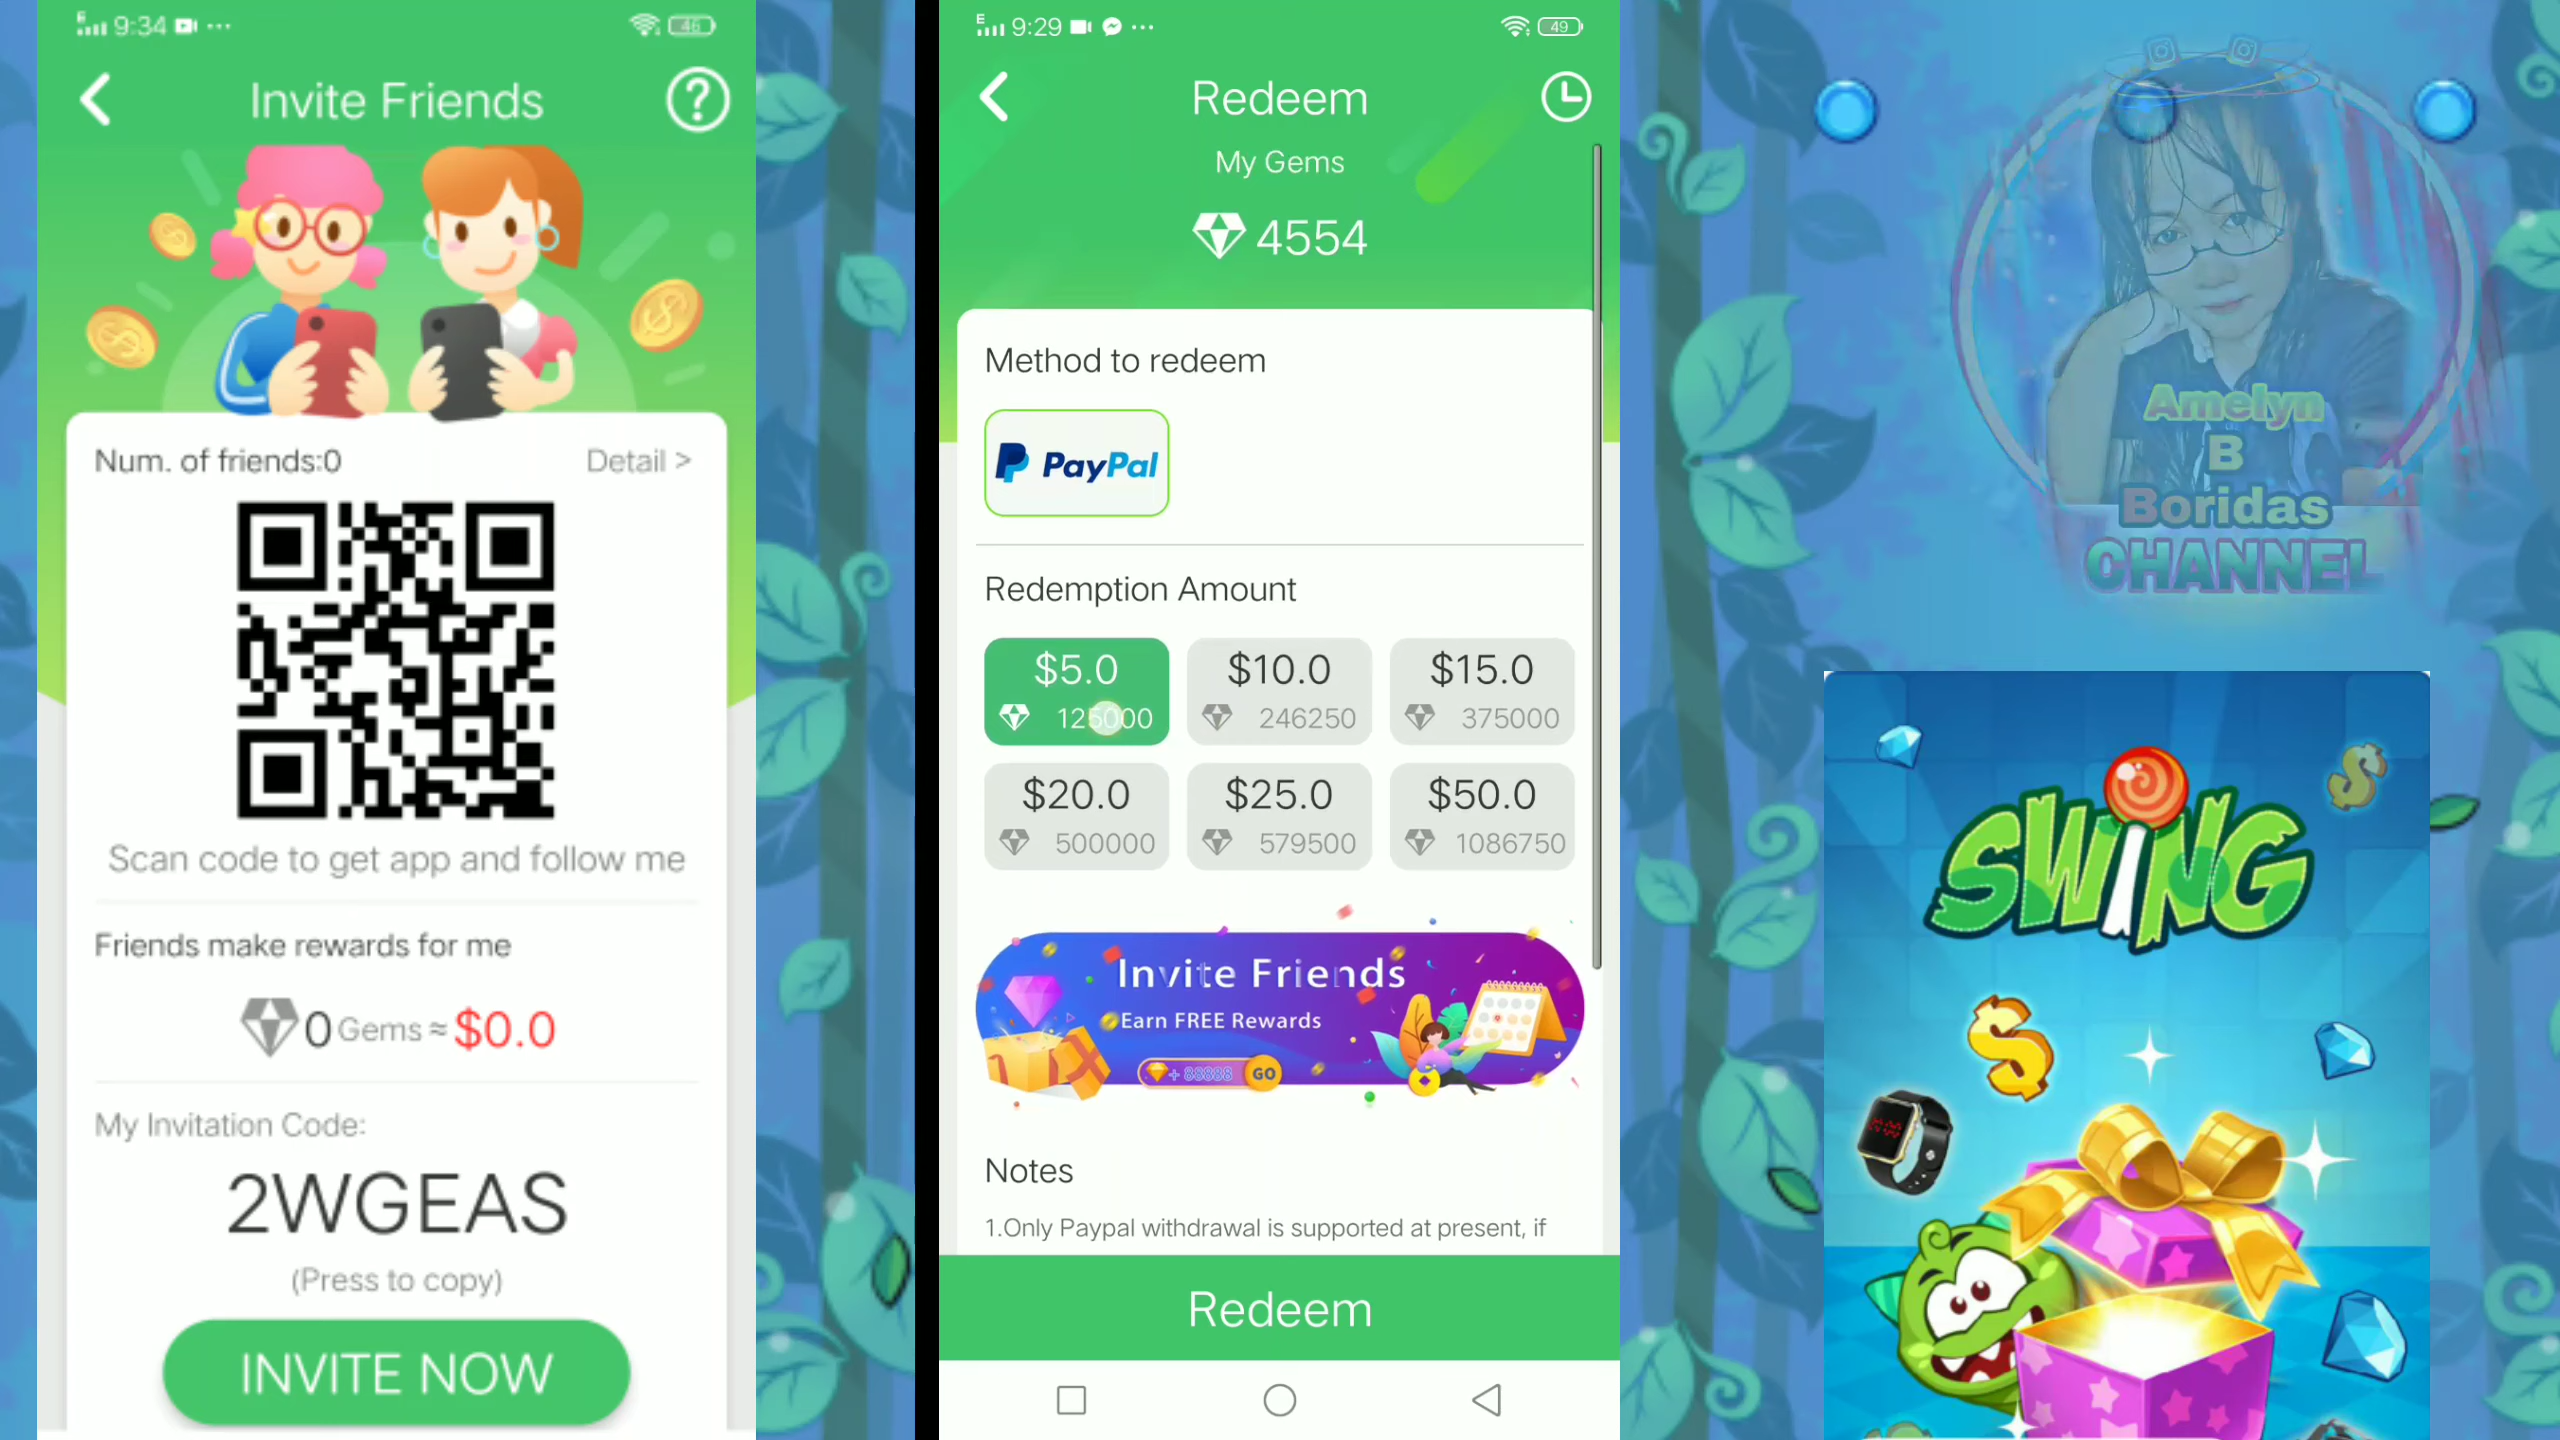 9:34
46
Invite Friends
?
Num. of friends:0
Detail >
Scan code to get app and follow me
Friends make rewards for me
0 Gems ≈ $0.0
My Invitation Code:
2WGEAS
(Press to copy)
INVITE NOW
E 9:29
49
Redeem
My Gems
4554
Method to redeem
PayPal
Redemption Amount
$5.0 $10.0 $15.0
125000 246250 375000
$20.0 $25.0 $50.0
500000 579500 1086750
Invite Friends
Earn FREE Rewards
+ 88888 GO
Notes
1.Only Paypal withdrawal is supported at present, if
Redeem
Amelyn
B
Boridas
CHANNEL
SWING